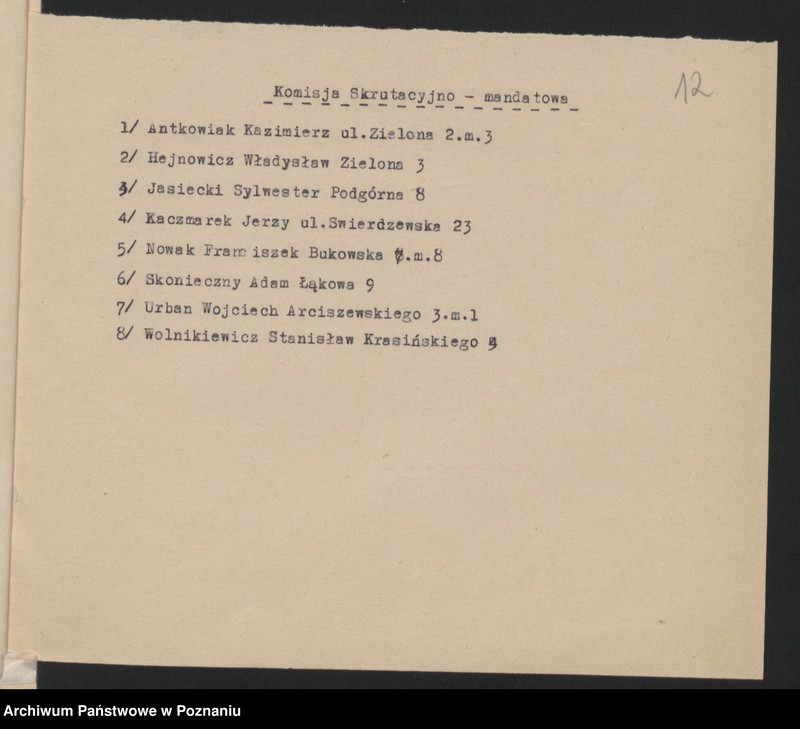 12
Komisja Skrutacyjno - mandatowa
1/ Antkowiak Kazimierz ul.Zielona 2.m.3
2/ Hejnowicz Władysław Zielona 3
3/ Jasiecki Sylwester Podgórna 8
4/ Kaczmarek Jerzy ul.Swierdzewska 23
5/ Nowak Franciszek Bukowska .m.8
6/ Skonieczny Adam Łąkowa 9
7/ Urban Wojciech Arciszewskiego 3.m.1
8/ Wolnikiewicz Stanisław Krasińskiego
Archiwum Państwowe w Poznaniu